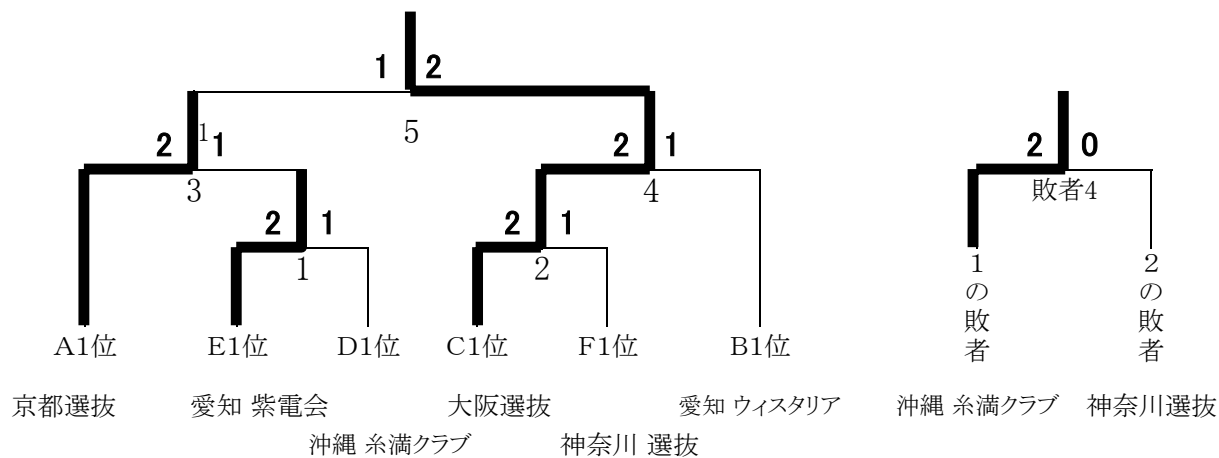 1 2
2 1 1
5
2 1
2 0
3
4
敗者4
2 1
2 1
1
2
1の敗者
2の敗者
A1位 E1位 D1位 C1位 F1位 B1位
京都選抜 愛知 紫電会 大阪選抜 愛知 ウィスタリア 沖縄 糸満クラブ 神奈川選抜
沖縄 糸満クラブ 神奈川 選抜